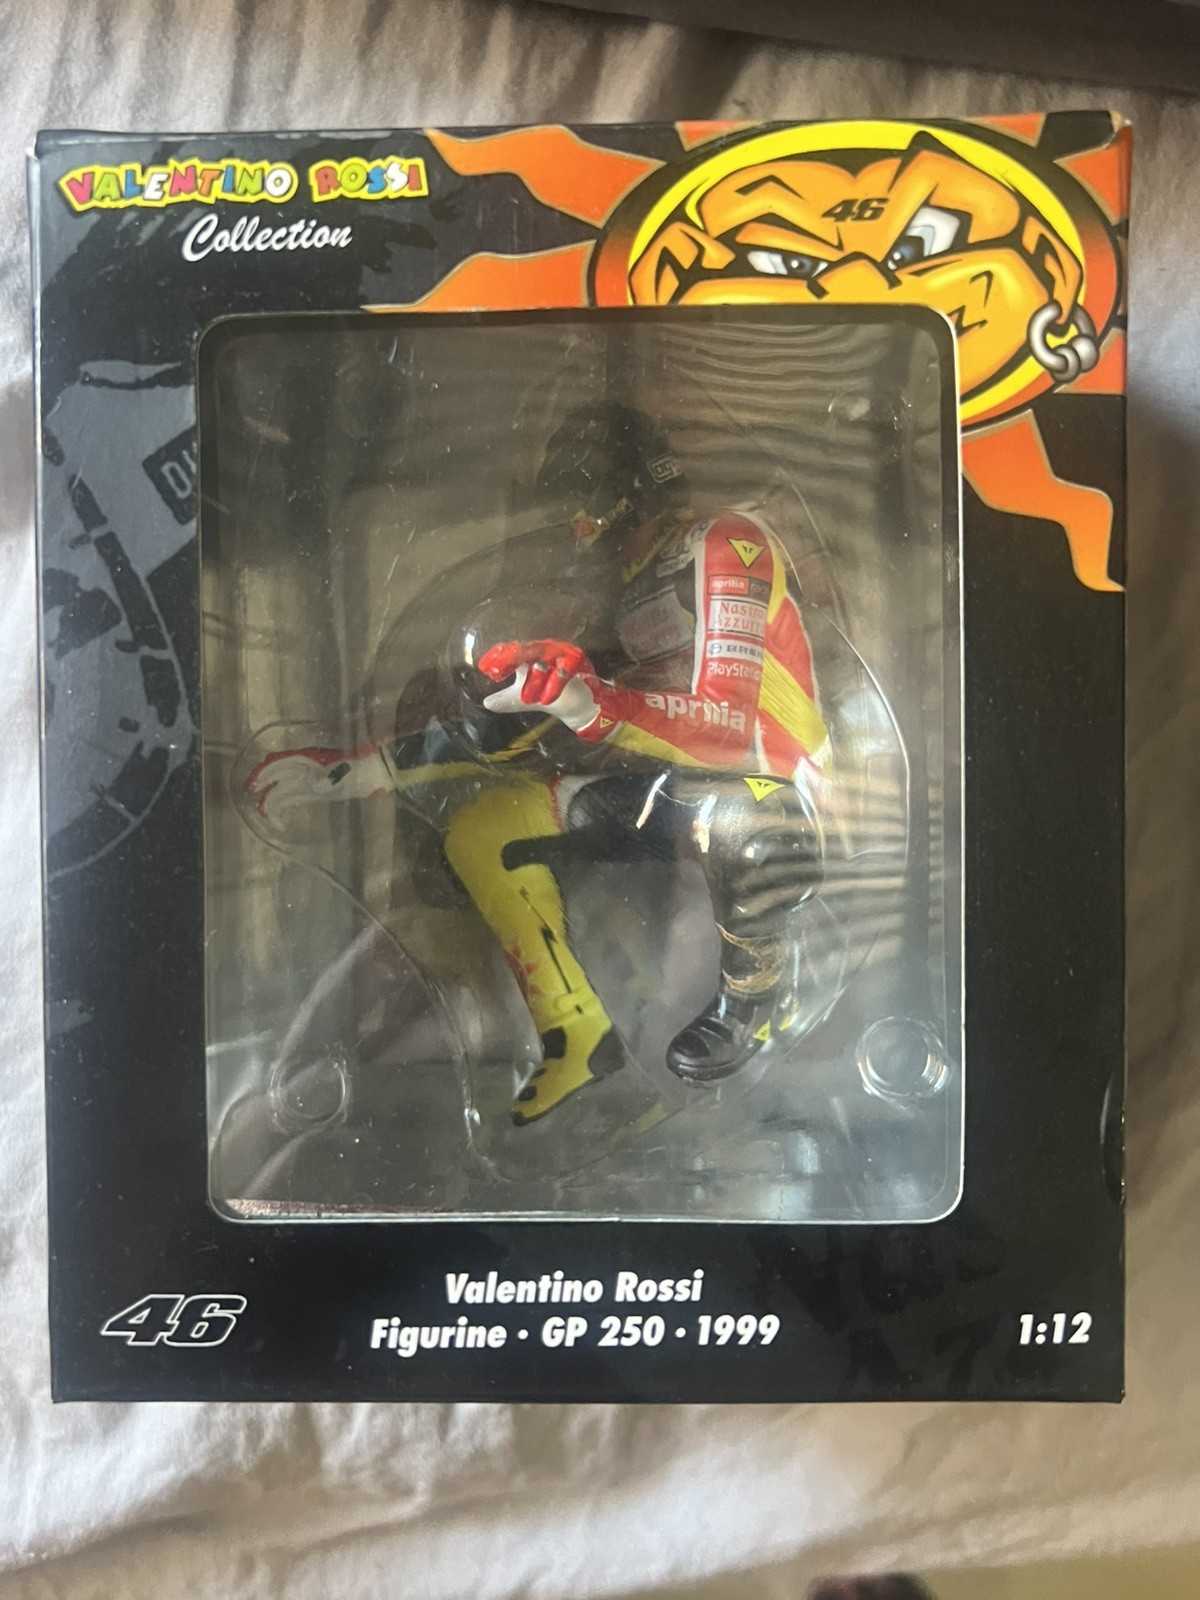 VALENTINO ROSSI
Collection
46
aprilia
Nastro
Azzurro
PlayStation
aprilia
46
Valentino Rossi
Figurine · GP 250 · 1999
1:12